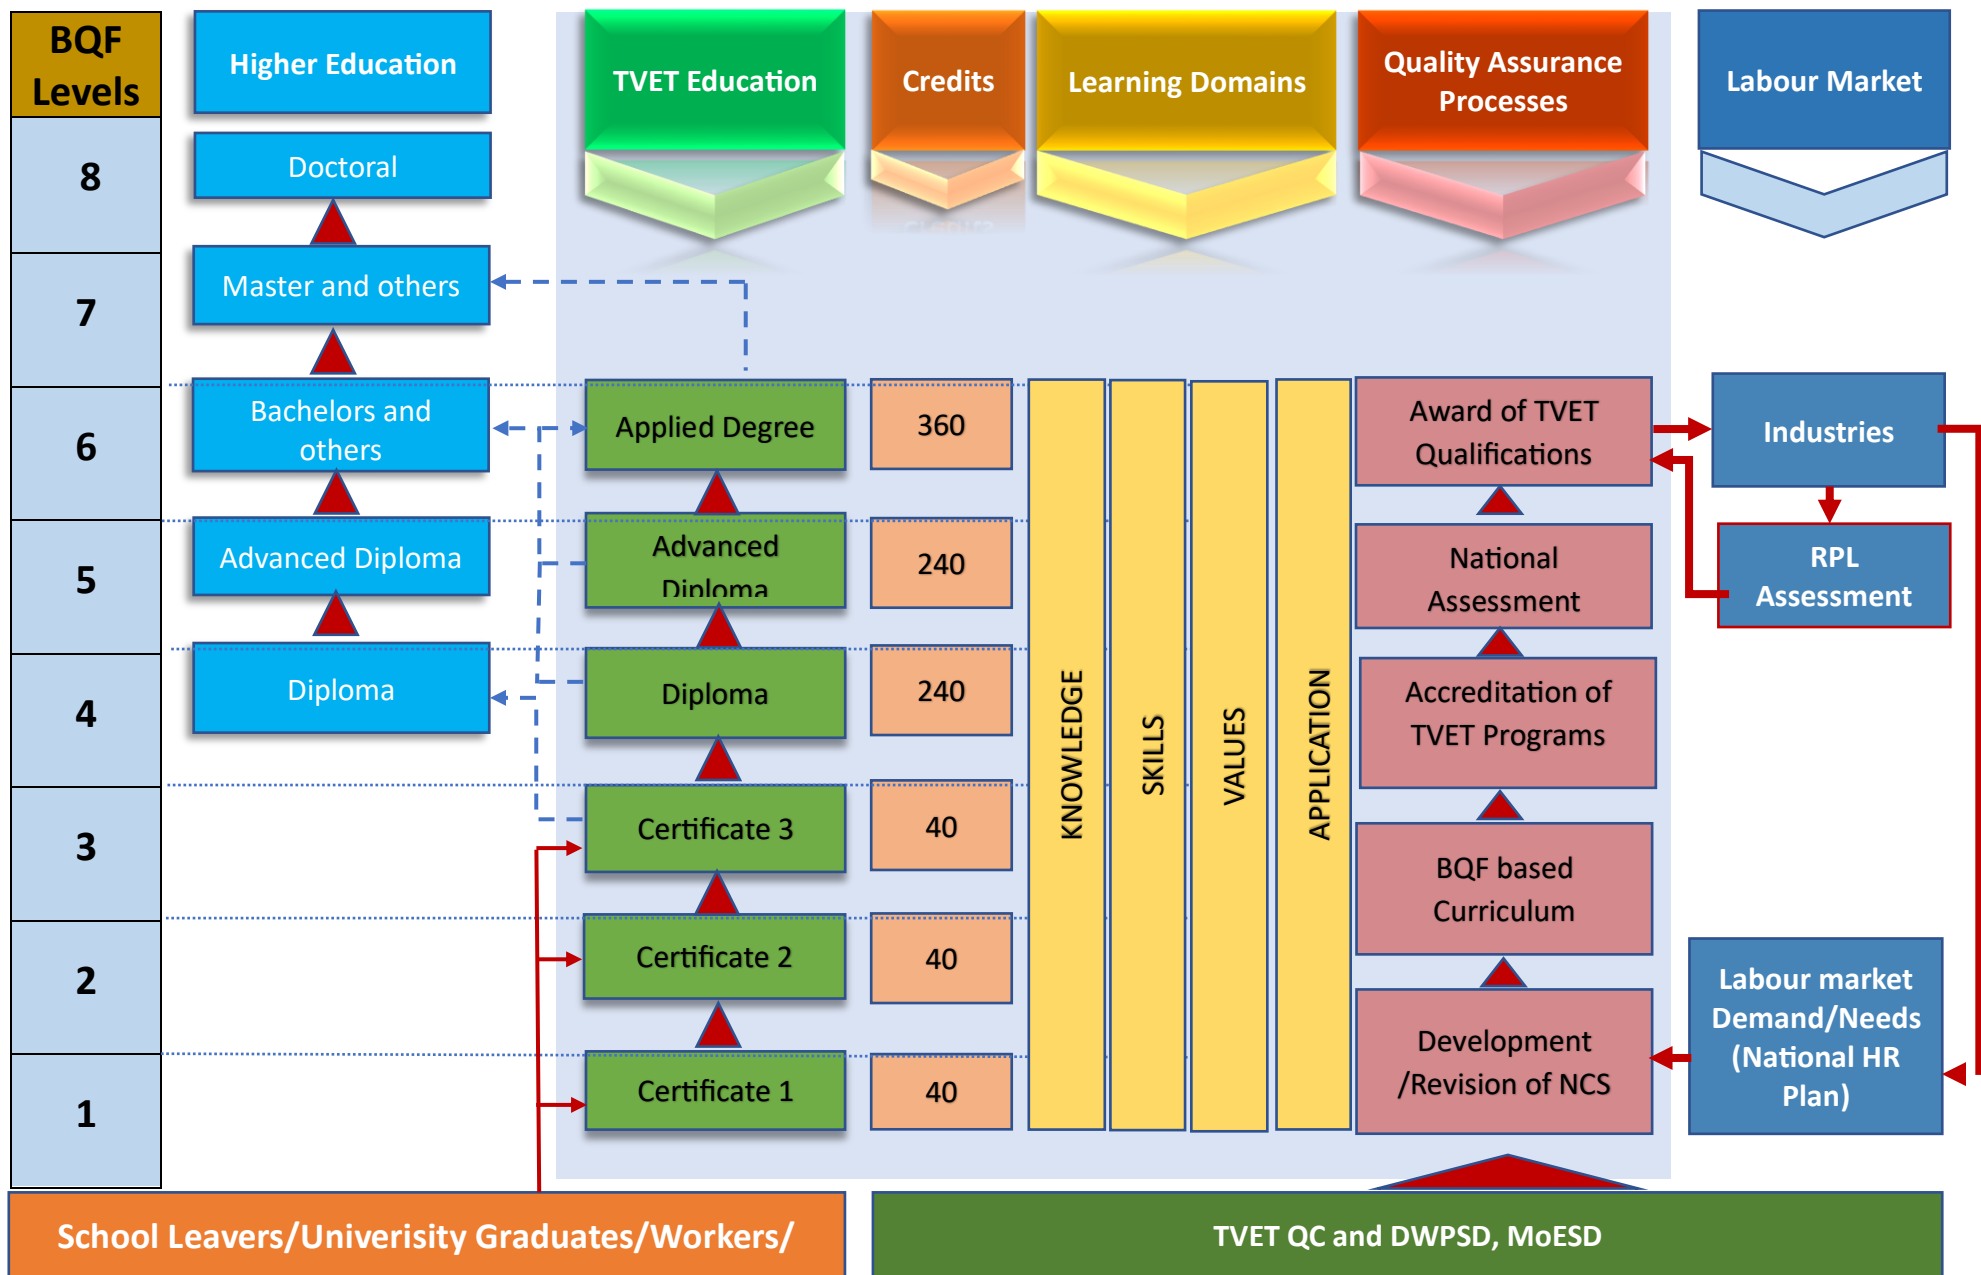 BQF
Levels
Higher Education
TVET Education
Credits
Learning Domains
Quality Assurance
Processes
Labour Market
8
Doctoral
7
Master and others
6
Bachelors and
others
Applied Degree
360
Award of TVET
Qualifications
Industries
5
Advanced Diploma
Advanced
Diploma
240
National
Assessment
RPL
Assessment
4
Diploma
Diploma
240
Accreditation of
TVET Programs
KNOWLEDGE
SKILLS
VALUES
APPLICATION
3
Certificate 3
40
BQF based
Curriculum
2
Certificate 2
40
Labour market
Demand/Needs
(National HR
Plan)
1
Certificate 1
40
Development
/Revision of NCS
School Leavers/Univerisity Graduates/Workers/
TVET QC and DWPSD, MoESD